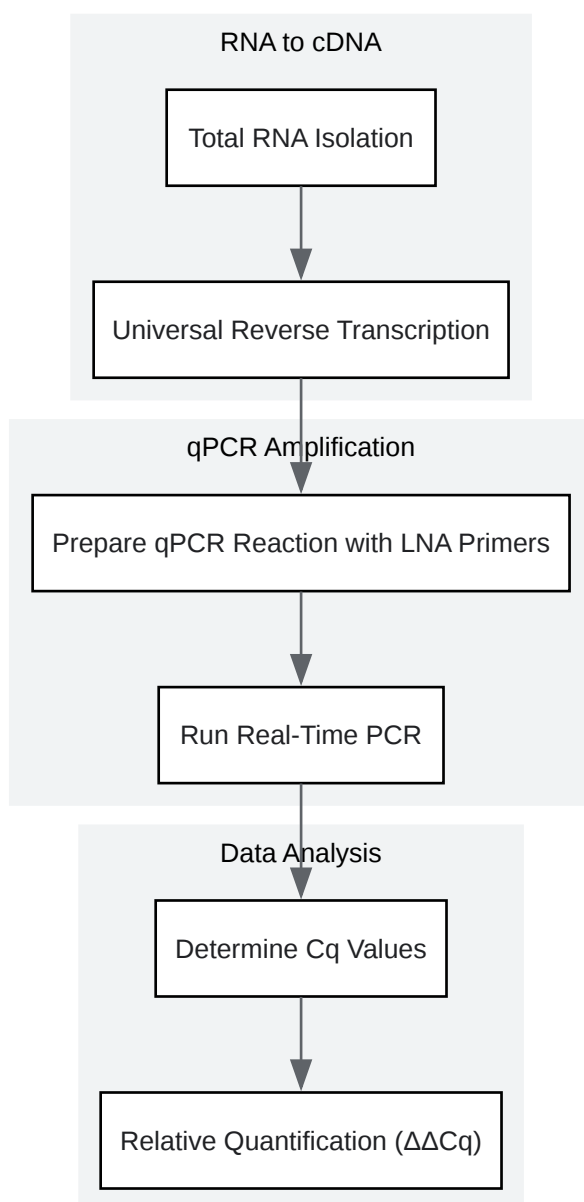 RNA to cDNA
Total RNA Isolation
Universal Reverse Transcription
qPCR Amplification
Prepare qPCR Reaction with LNA Primers
Run Real-Time PCR
Data Analysis
Determine Cq Values
Relative Quantification (ΔΔCq)